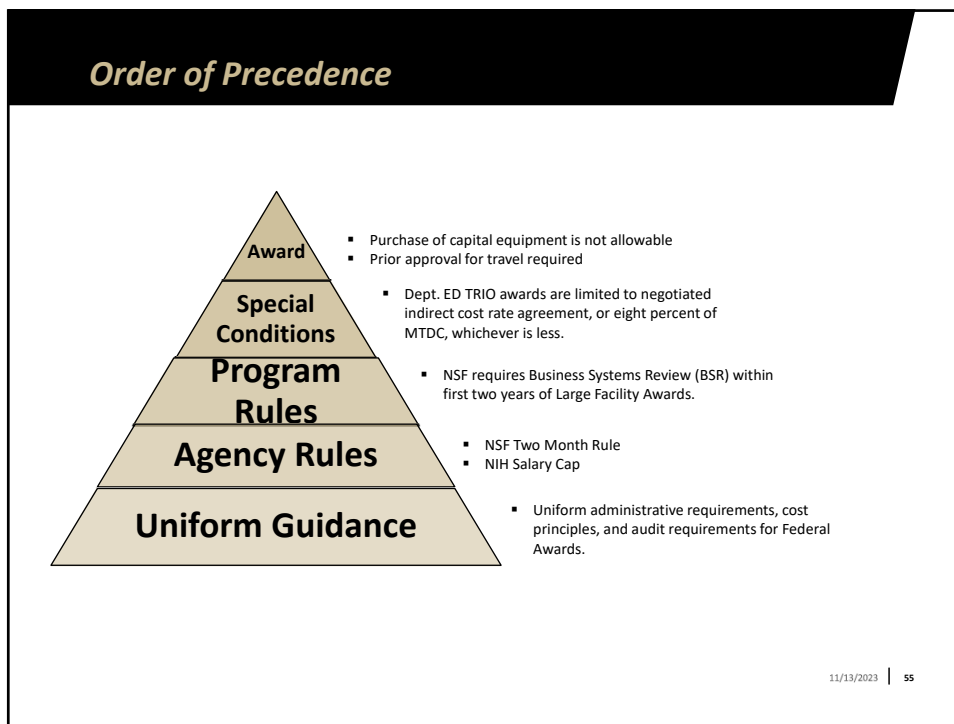 Order of Precedence
Award
▪ Purchase of capital equipment is not allowable
▪ Prior approval for travel required
Special
Conditions
▪ Dept. ED TRIO awards are limited to negotiated
indirect cost rate agreement, or eight percent of
MTDC, whichever is less.
Program
Rules
▪ NSF requires Business Systems Review (BSR) within
first two years of Large Facility Awards.
Agency Rules
▪ NSF Two Month Rule
▪ NIH Salary Cap
Uniform Guidance
▪ Uniform administrative requirements, cost
principles, and audit requirements for Federal
Awards.
11/13/2023 | 55